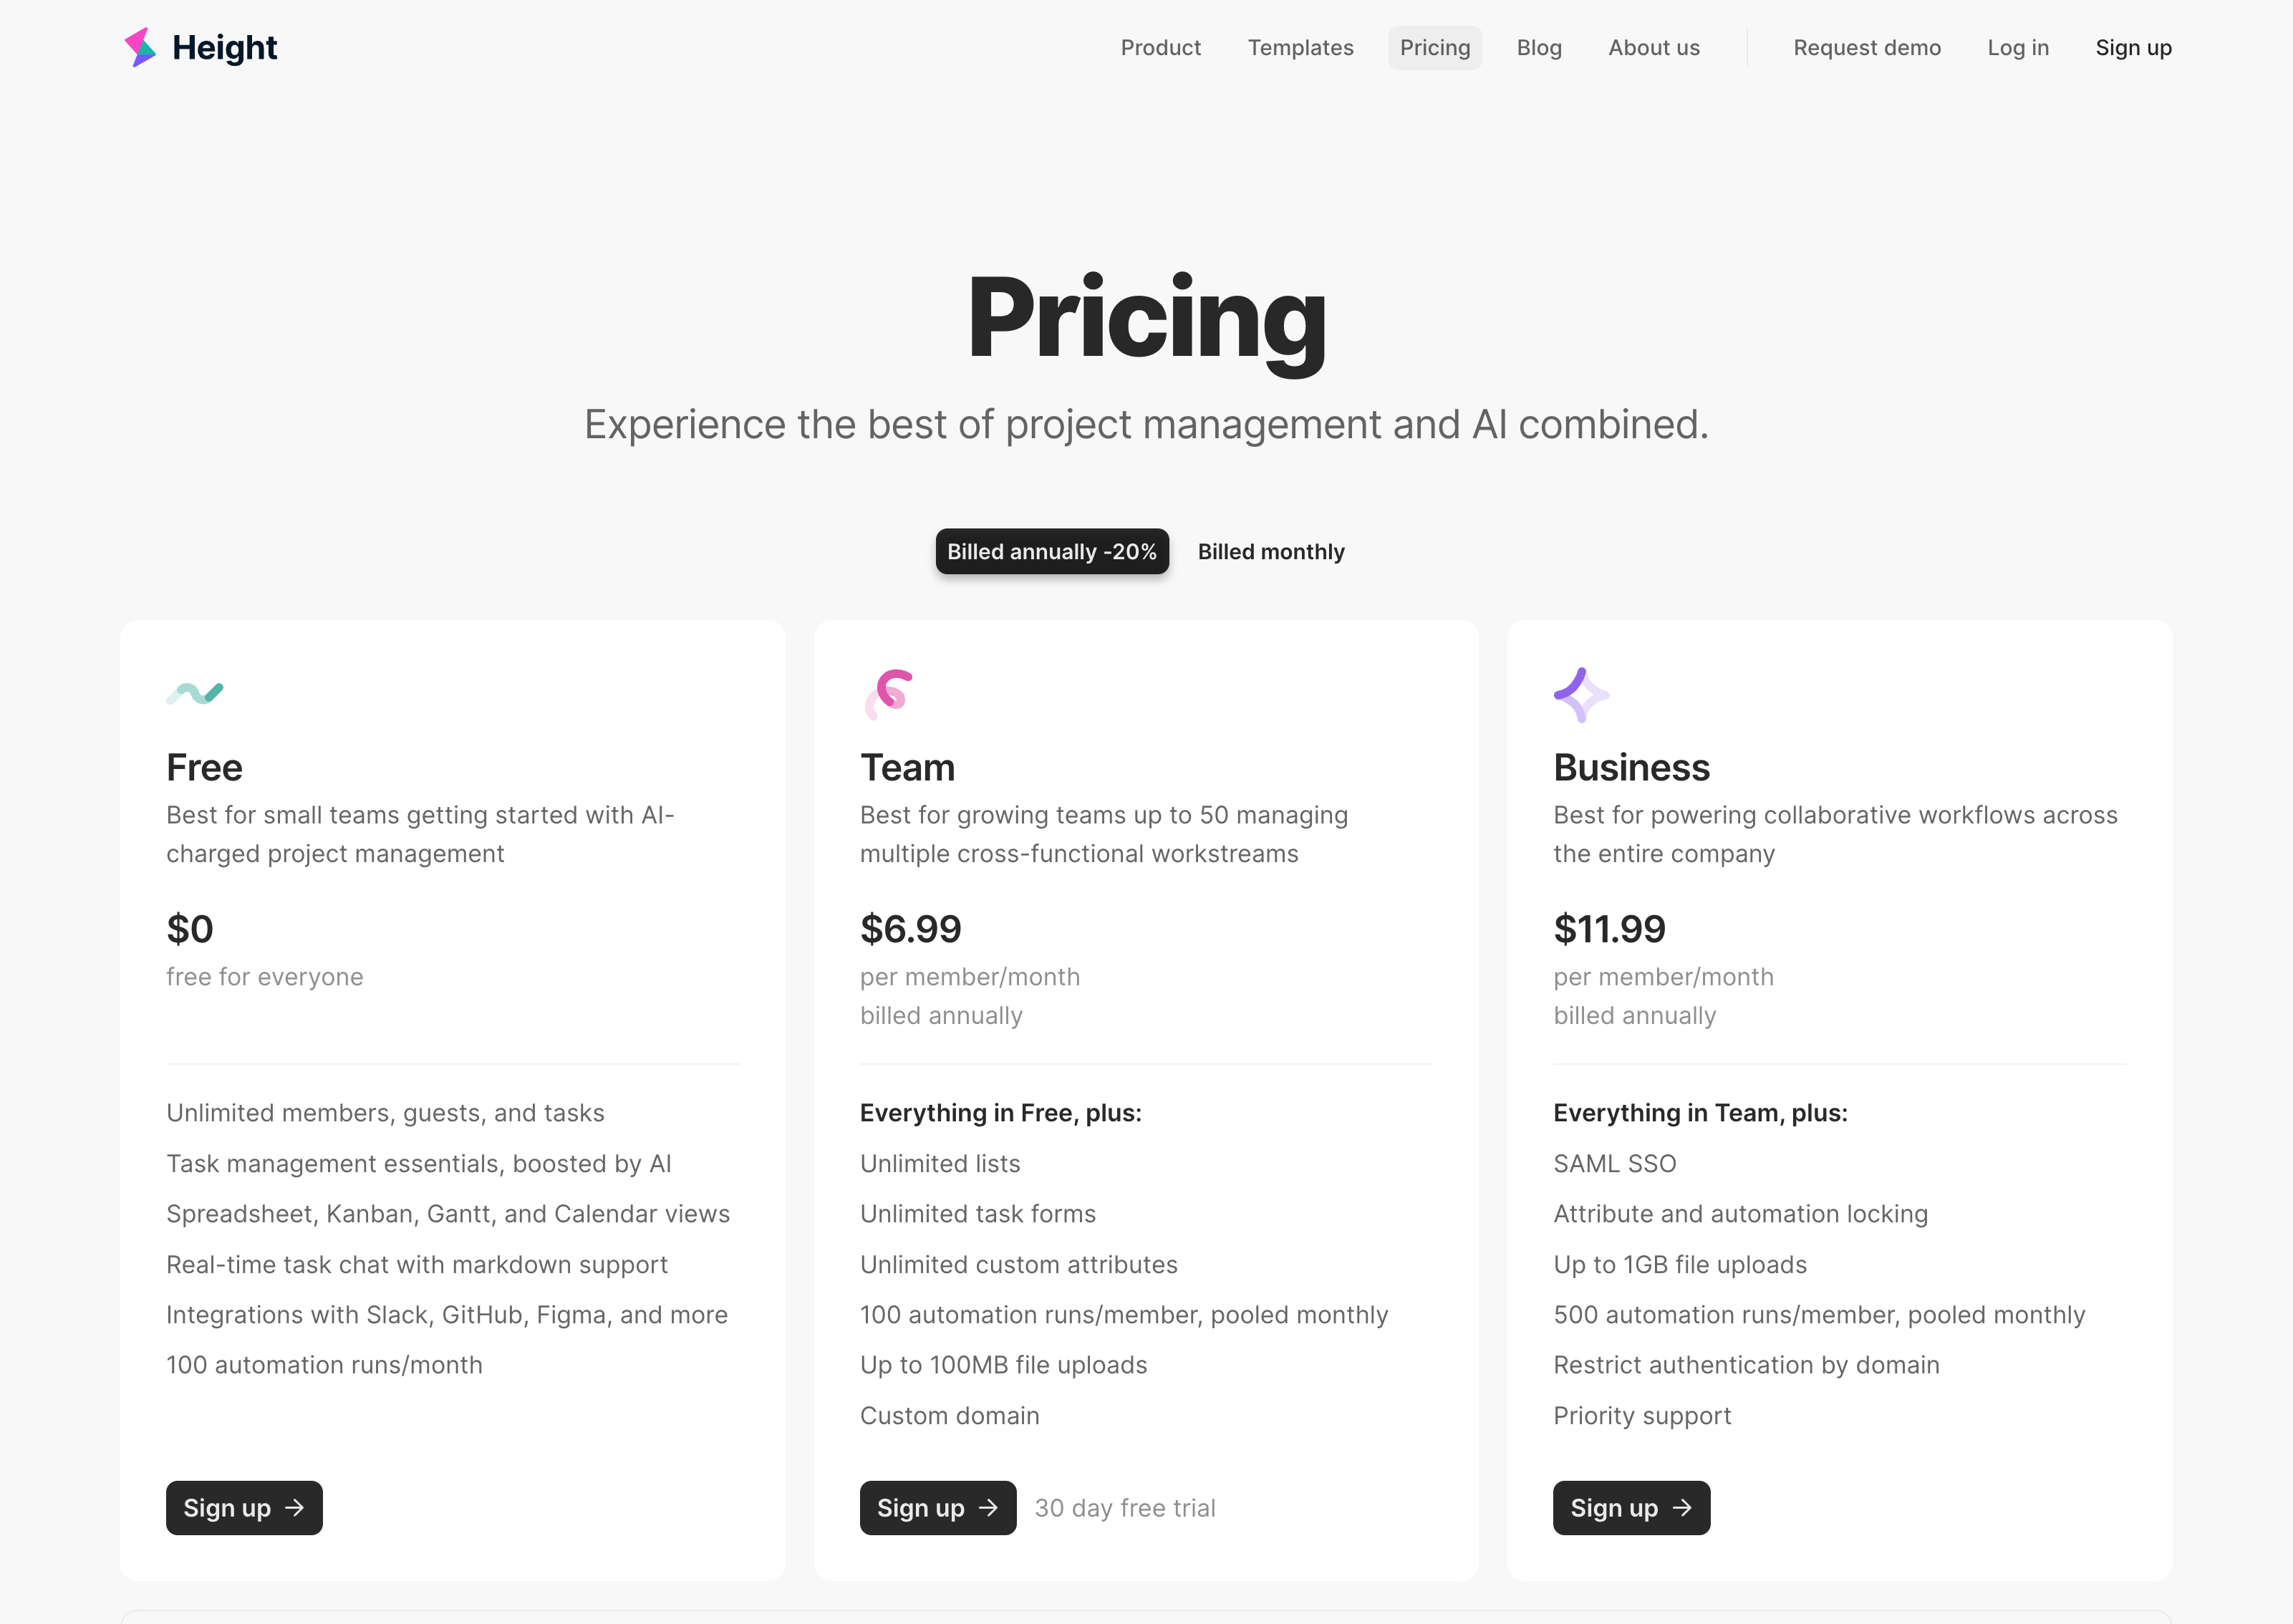 Height
Product
Templates
Pricing
Blog
About us
Request demo
Log in
Sign up
Pricing
Experience the best of project management and AI combined.
Billed annually -20%
Billed monthly
Free
Best for small teams getting started with AI-
charged project management
$0
free for everyone
Unlimited members, guests, and tasks
Task management essentials, boosted by AI
Spreadsheet, Kanban, Gantt, and Calendar views
Real-time task chat with markdown support
Integrations with Slack, GitHub, Figma, and more
100 automation runs/month
Sign up →
Team
Best for growing teams up to 50 managing
multiple cross-functional workstreams
$6.99
per member/month
billed annually
Everything in Free, plus:
Unlimited lists
Unlimited task forms
Unlimited custom attributes
100 automation runs/member, pooled monthly
Up to 100MB file uploads
Custom domain
Sign up →
30 day free trial
Business
Best for powering collaborative workflows across
the entire company
$11.99
per member/month
billed annually
Everything in Team, plus:
SAML SSO
Attribute and automation locking
Up to 1GB file uploads
500 automation runs/member, pooled monthly
Restrict authentication by domain
Priority support
Sign up →